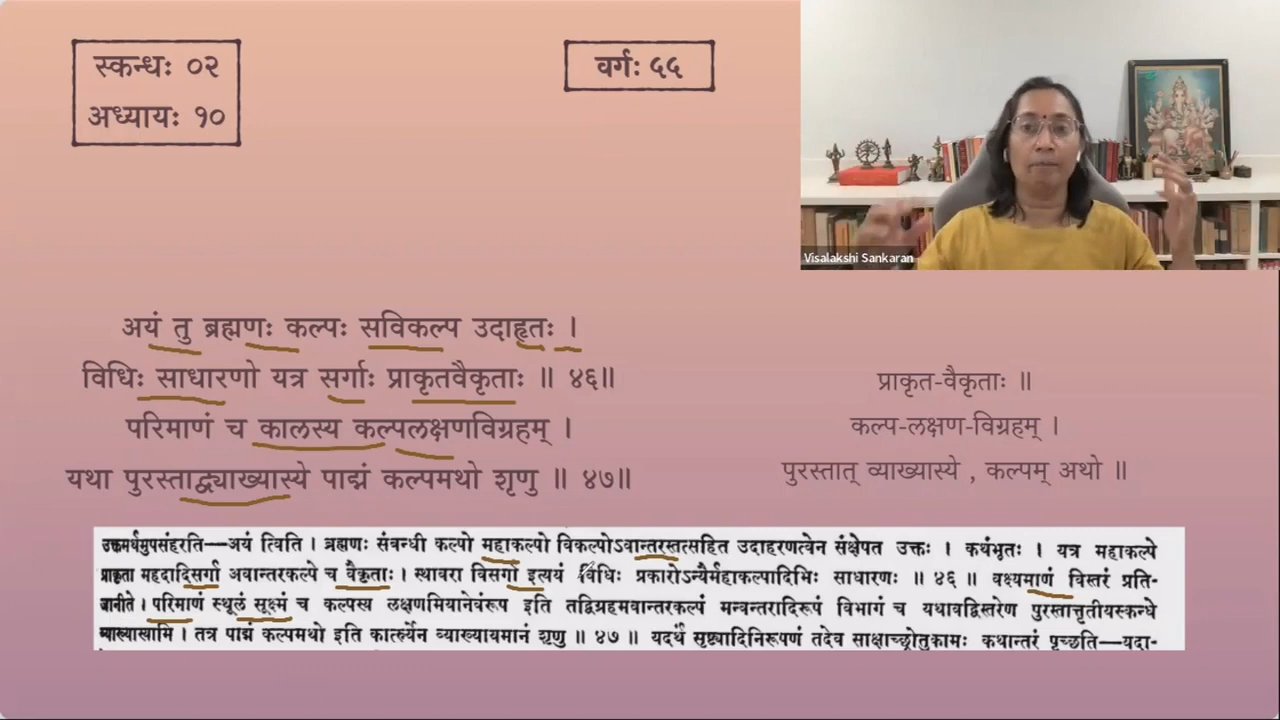 स्कन्धः ०२
अध्यायः १०
वर्गः ५५
Visalakshi Sankaran
अयं तु ब्रह्मणः कल्पः सविकल्प उदाहृतः ।
विधिः साधारणो यत्र सर्गाः प्राकृतवैकृताः ॥ ४६॥
परिमाणं च कालस्य कल्पलक्षणविग्रहम् ।
यथा पुरस्ताद्व्याख्यास्ये पाद्मं कल्पमथो शृणु ॥ ४७॥
प्राकृत-वैकृताः ॥
कल्प-लक्षण-विग्रहम् ।
पुरस्तात् व्याख्यास्ये , कल्पम् अथो ॥
उक्तमर्थमुपसंहरति—अयं त्विति । ब्रह्मणः संबन्धी कल्पो महाकल्पो विकल्पोऽवान्तरस्तत्सहित उदाहरणत्वेन संक्षेपत उक्तः । कथंभूतः । यत्र महाकल्पे
प्राकृता महदादिसर्गा अवान्तरकल्पे च वैकृताः । स्थावरा विसर्गा इत्ययं विधिः प्रकारोऽन्यैर्महाकल्पादिभिः साधारणः ॥ ४६ ॥ वक्ष्यमाणं विस्तरं प्रति-
जानीते । परिमाणं स्थूलं सूक्ष्मं च कल्पस्य लक्षणमियानेवंरूप इति तद्विग्रहमवान्तरकल्पं मन्वन्तरादिरूपं विभागं च यथावद्विस्तरेण पुरस्तात्तृतीयस्कन्धे
व्याख्यास्यामि । तत्र पाद्मं कल्पमथो इति कार्त्स्न्येन व्याख्यायमानं शृणु ॥ ४७ ॥ यदर्थं सृष्ट्यादिनिरूपणं तदेव साक्षाच्छ्रोतुकामः कथान्तरं पृच्छति—यदा-